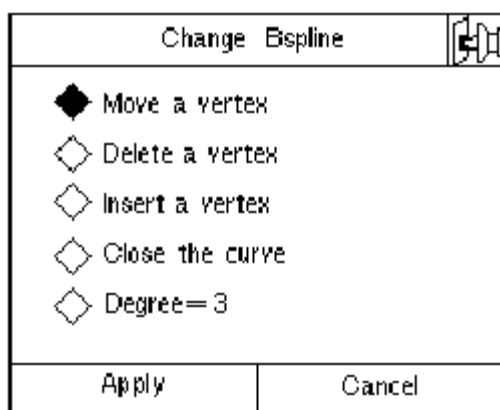 Change Bspline
Move a vertex
Delete a vertex
Insert a vertex
Close the curve
Degree=3
Apply
Cancel